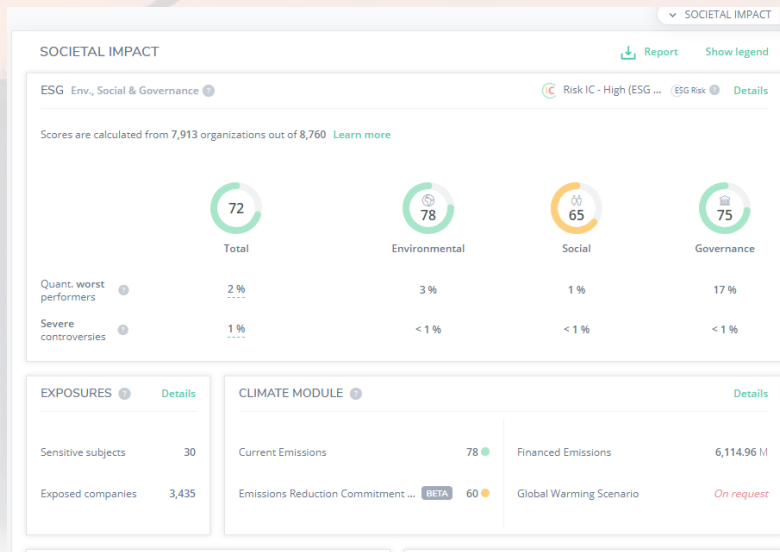 SOCIETAL IMPACT
SOCIETAL IMPACT
Report
Show legend
ESG Env., Social & Governance ?
IC Risk IC - High (ESG ... ESG Risk ? Details
Scores are calculated from 7,913 organizations out of 8,760 Learn more
72 78 65 75
Total Environmental Social Governance
Quant. worst
performers ? 2 % 3 % 1 % 17 %
Severe
controversies ? 1 % < 1 % < 1 % < 1 %
EXPOSURES ? Details
Sensitive subjects 30
Exposed companies 3,435
CLIMATE MODULE ? Details
Current Emissions 78
Emissions Reduction Commitment ... BETA 60
Financed Emissions 6,114.96 M
Global Warming Scenario On request